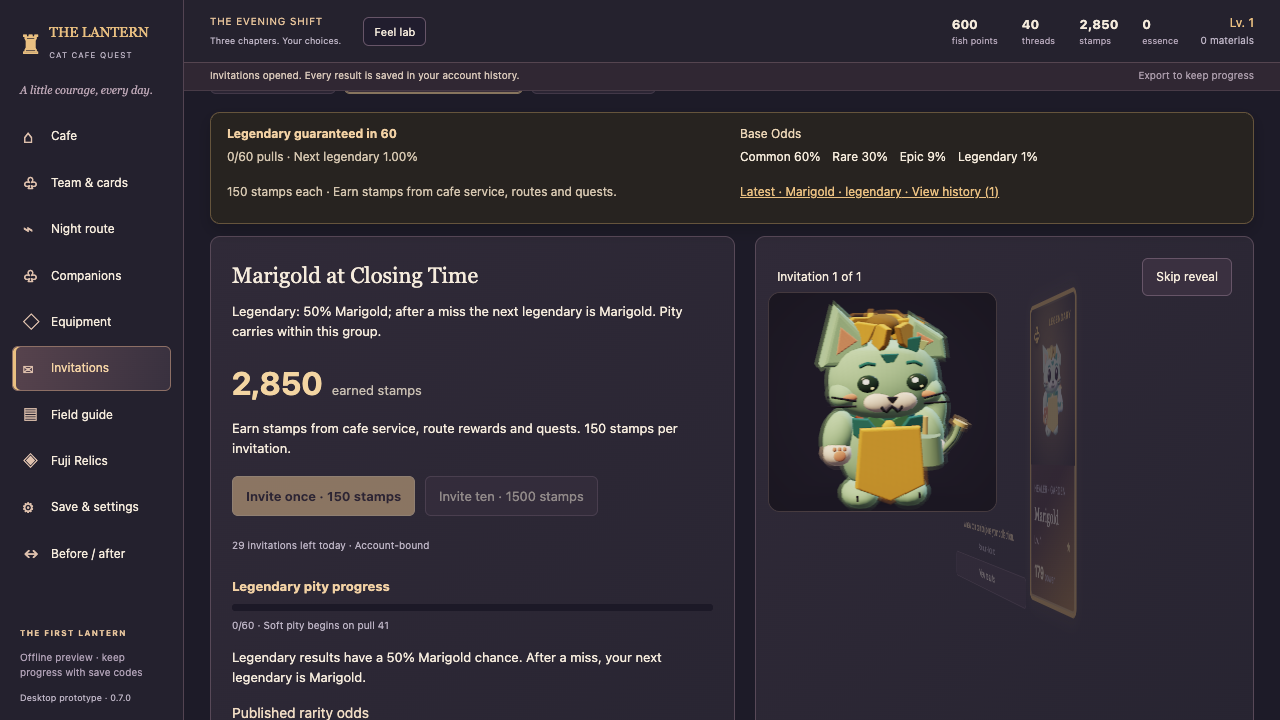 THE LANTERN
CAT CAFE QUEST
A little courage, every day.
Cafe
Team & cards
Night route
Companions
Equipment
Invitations
Field guide
Fuji Relics
Save & settings
Before / after
THE FIRST LANTERN
Offline preview · keep
progress with save codes
Desktop prototype · 0.7.0
THE EVENING SHIFT
Three chapters. Your choices.
Feel lab
600
fish points
40
threads
2,850
stamps
0
essence
Lv. 1
0 materials
Invitations opened. Every result is saved in your account history.
Export to keep progress
Legendary guaranteed in 60
0/60 pulls · Next legendary 1.00%
150 stamps each · Earn stamps from cafe service, routes and quests.
Base Odds
Common 60% Rare 30% Epic 9% Legendary 1%
Latest · Marigold · legendary · View history (1)
Marigold at Closing Time
Legendary: 50% Marigold; after a miss the next legendary is Marigold. Pity
carries within this group.
2,850 earned stamps
Earn stamps from cafe service, route rewards and quests. 150 stamps per
invitation.
Invite once · 150 stamps
Invite ten · 1500 stamps
29 invitations left today · Account-bound
Legendary pity progress
0/60 · Soft pity begins on pull 41
Legendary results have a 50% Marigold chance. After a miss, your next
legendary is Marigold.
Published rarity odds
Invitation 1 of 1
Skip reveal
LEGENDARY
Marigold